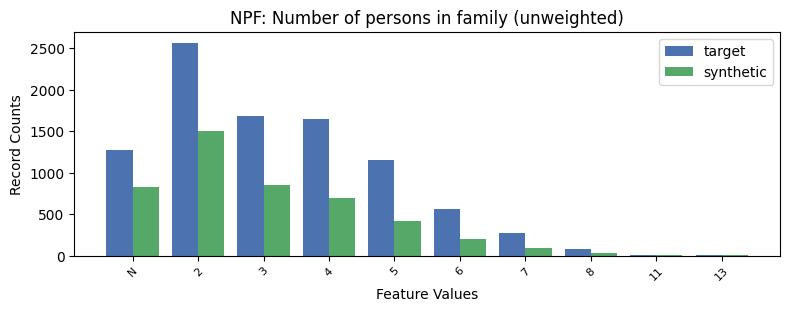 NPF: Number of persons in family (unweighted)
target
synthetic
Record Counts
2500
2000
1500
1000
500
0
N 2 3 4 5 6 7 8 11 13
Feature Values